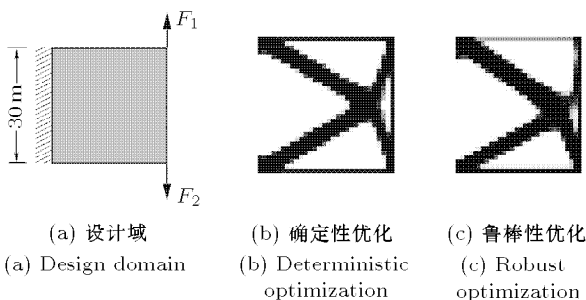 F₁
30 m
F₂
(a) 设计域
(b) 确定性优化
(c) 鲁棒性优化
(a) Design domain
(b) Deterministic
optimization
(c) Robust
optimization